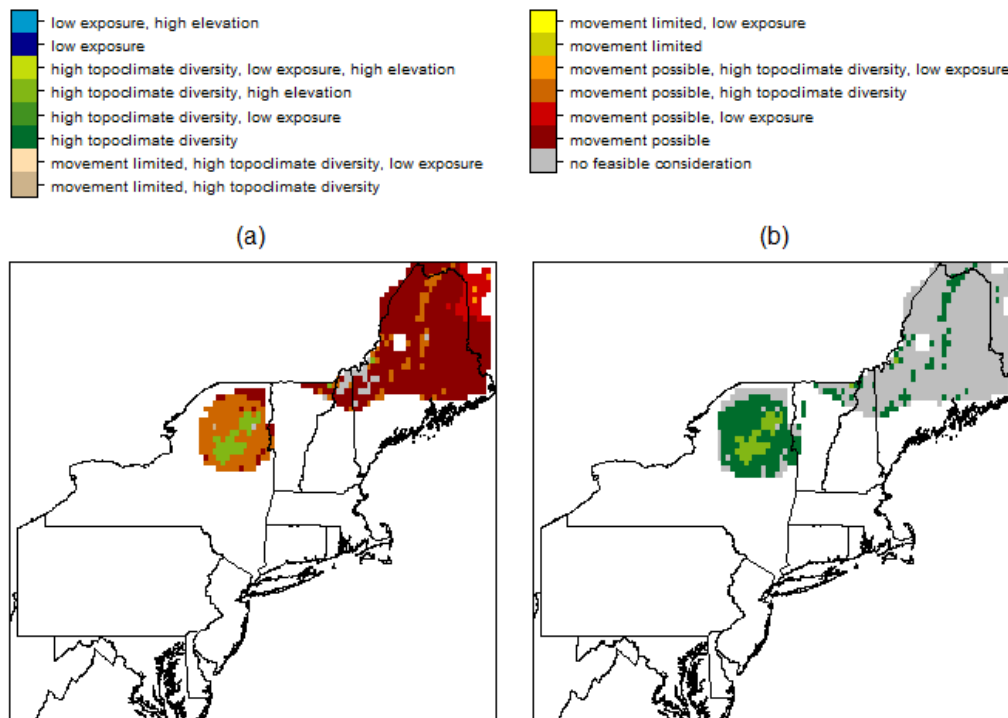 low exposure, high elevation
low exposure
high topoclimate diversity, low exposure, high elevation
high topoclimate diversity, high elevation
high topoclimate diversity, low exposure
high topoclimate diversity
movement limited, high topoclimate diversity, low exposure
movement limited, high topoclimate diversity
movement limited, low exposure
movement limited
movement possible, high topoclimate diversity, low exposure
movement possible, high topoclimate diversity
movement possible, low exposure
movement possible
no feasible consideration
(a)
(b)